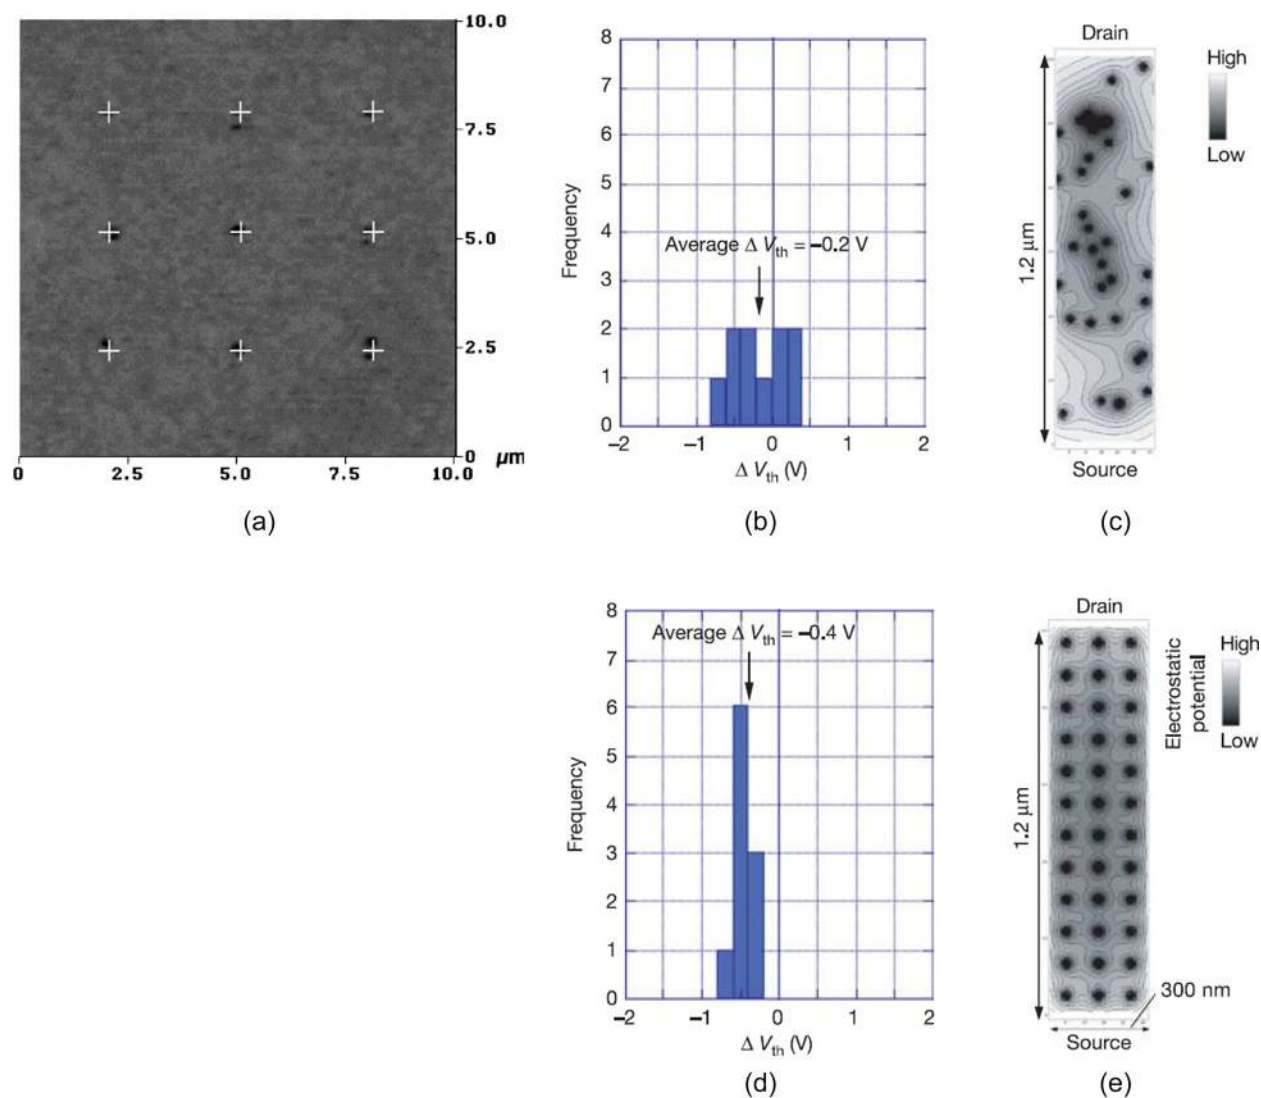 10.0
7.5
5.0
2.5
0 µm
0 2.5 5.0 7.5 10.0
(a)
8
7
6
5
4
3
2
1
0
Frequency
Average Δ Vth = −0.2 V
−2 −1 0 1 2
Δ Vth (V)
(b)
Drain
High
Low
1.2 µm
Source
(c)
8
7
6
5
4
3
2
1
0
Frequency
Average Δ Vth = −0.4 V
−2 −1 0 1 2
Δ Vth (V)
(d)
Drain
Electrostatic
potential
High
Low
1.2 µm
300 nm
Source
(e)